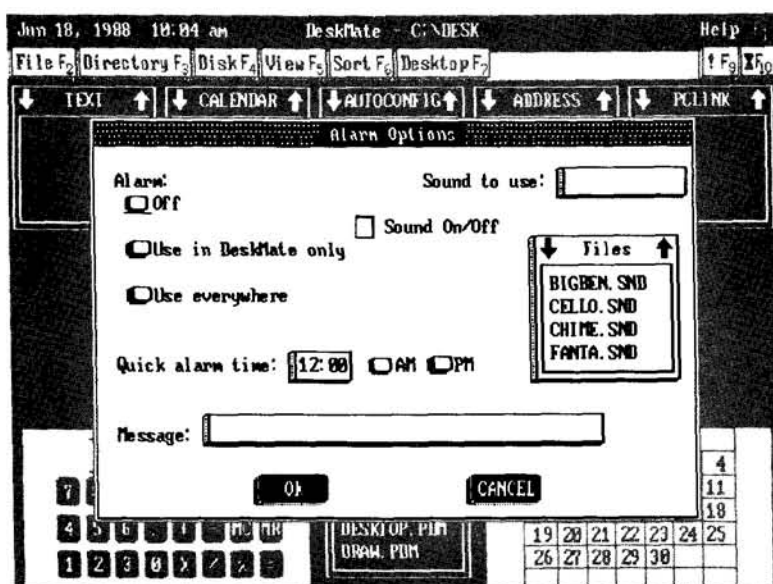 Jun 18, 1988 10:04 am DeskMate - C:\DESK Help
File F2 Directory F3 Disk F4 View F5 Sort F6 Desktop F7 ! F9 F10
TEXT CALENDAR AUTOCONFIG ADDRESS PCLINK
Alarm Options
Alarm:
Off
Sound to use:
Sound On/Off
Use in DeskMate only
Use everywhere
Files
BIGBEN.SND
CELLO.SND
CHIME.SND
FANTA.SND
Quick alarm time: 12:00 AM PM
Message:
OK CANCEL
4
7 11
18
4 5 6 - MC MR DESKTOP.PDM 19 20 21 22 23 24 25
1 2 3 0 DRAW.PDM 26 27 28 29 30